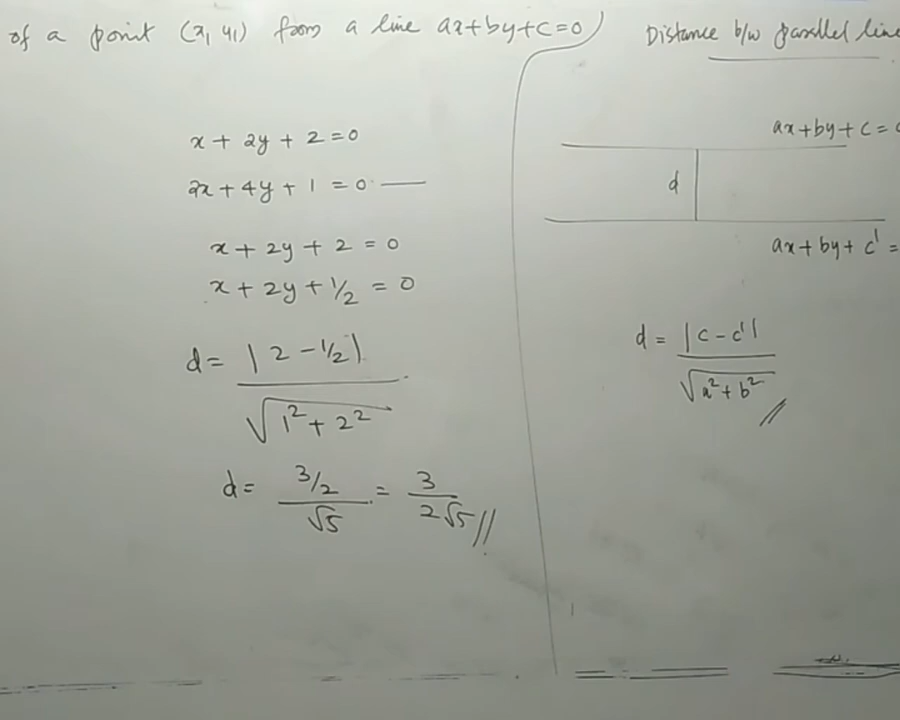 of a point (x₁ y₁) from a line ax+by+c=0
x + 2y + 2 = 0
2x + 4y + 1 = 0 —
x + 2y + 2 = 0
x + 2y + 1/2 = 0
d = |2 - 1/2| / √1² + 2²
d = 3/2 / √5 = 3 / 2√5 //
Distance b/w parallel line
ax + by + c =
d
ax + by + c' =
d = |c - c'| / √a² + b² //